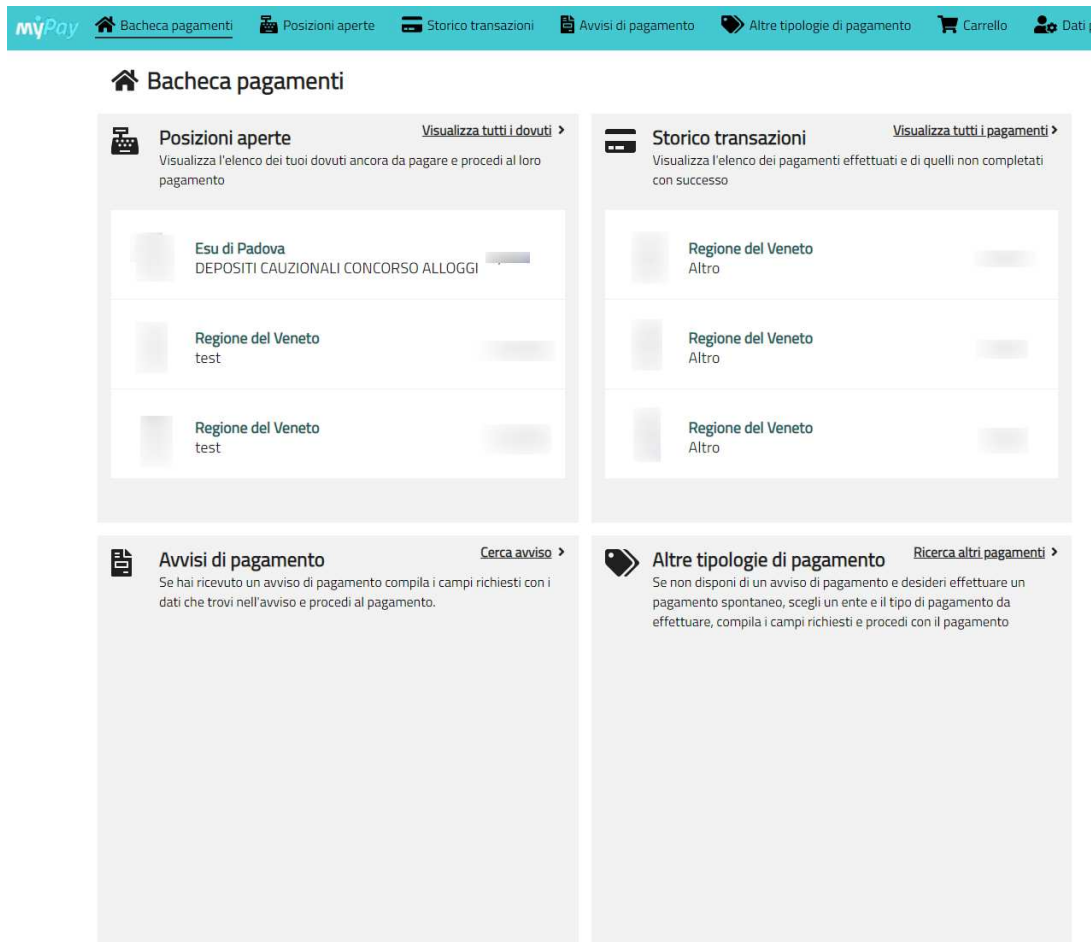 myPay Bacheca pagamenti Posizioni aperte Storico transazioni Avvisi di pagamento Altre tipologie di pagamento Carrello Dati
Bacheca pagamenti
Posizioni aperte
Visualizza tutti i dovuti
Visualizza l'elenco dei tuoi dovuti ancora da pagare e procedi al loro
pagamento
Esu di Padova
DEPOSITI CAUZIONALI CONCORSO ALLOGGI
Regione del Veneto
test
Regione del Veneto
test
Storico transazioni
Visualizza tutti i pagamenti
Visualizza l'elenco dei pagamenti effettuati e di quelli non completati
con successo
Regione del Veneto
Altro
Regione del Veneto
Altro
Regione del Veneto
Altro
Avvisi di pagamento
Cerca avviso
Se hai ricevuto un avviso di pagamento compila i campi richiesti con i
dati che trovi nell'avviso e procedi al pagamento.
Altre tipologie di pagamento
Ricerca altri pagamenti
Se non disponi di un avviso di pagamento e desideri effettuare un
pagamento spontaneo, scegli un ente e il tipo di pagamento da
effettuare, compila i campi richiesti e procedi con il pagamento